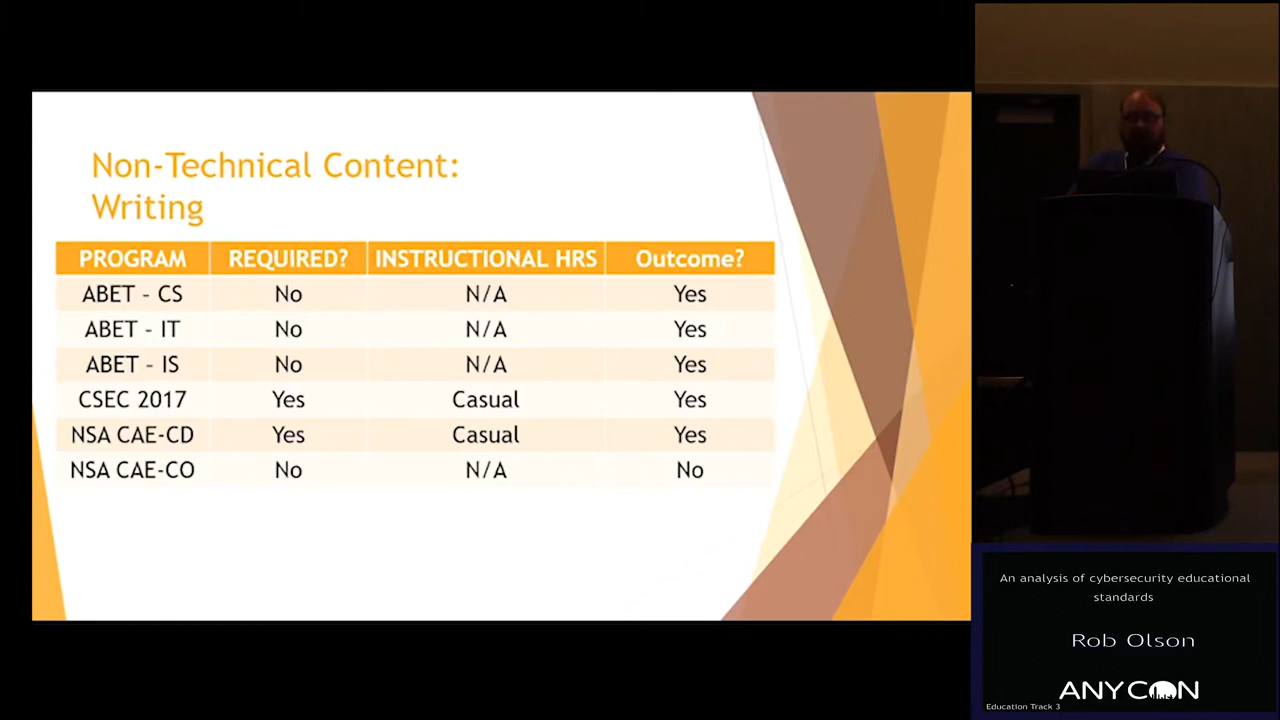 Non-Technical Content:
Writing
PROGRAM REQUIRED? INSTRUCTIONAL HRS Outcome?
ABET – CS No N/A Yes
ABET – IT No N/A Yes
ABET – IS No N/A Yes
CSEC 2017 Yes Casual Yes
NSA CAE-CD Yes Casual Yes
NSA CAE-CO No N/A No
An analysis of cybersecurity educational
standards
Rob Olson
ANYCON
Education Track 3